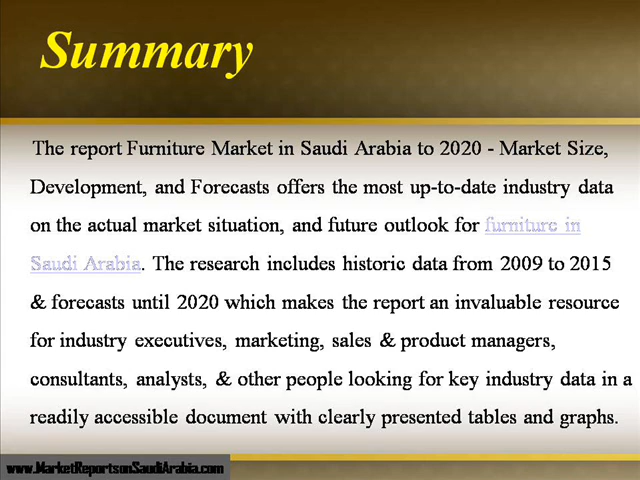 Summary
The report Furniture Market in Saudi Arabia to 2020 - Market Size,
Development, and Forecasts offers the most up-to-date industry data
on the actual market situation, and future outlook for furniture in
Saudi Arabia. The research includes historic data from 2009 to 2015
& forecasts until 2020 which makes the report an invaluable resource
for industry executives, marketing, sales & product managers,
consultants, analysts, & other people looking for key industry data in a
readily accessible document with clearly presented tables and graphs.
www.MarketReportsonSaudiArabia.com